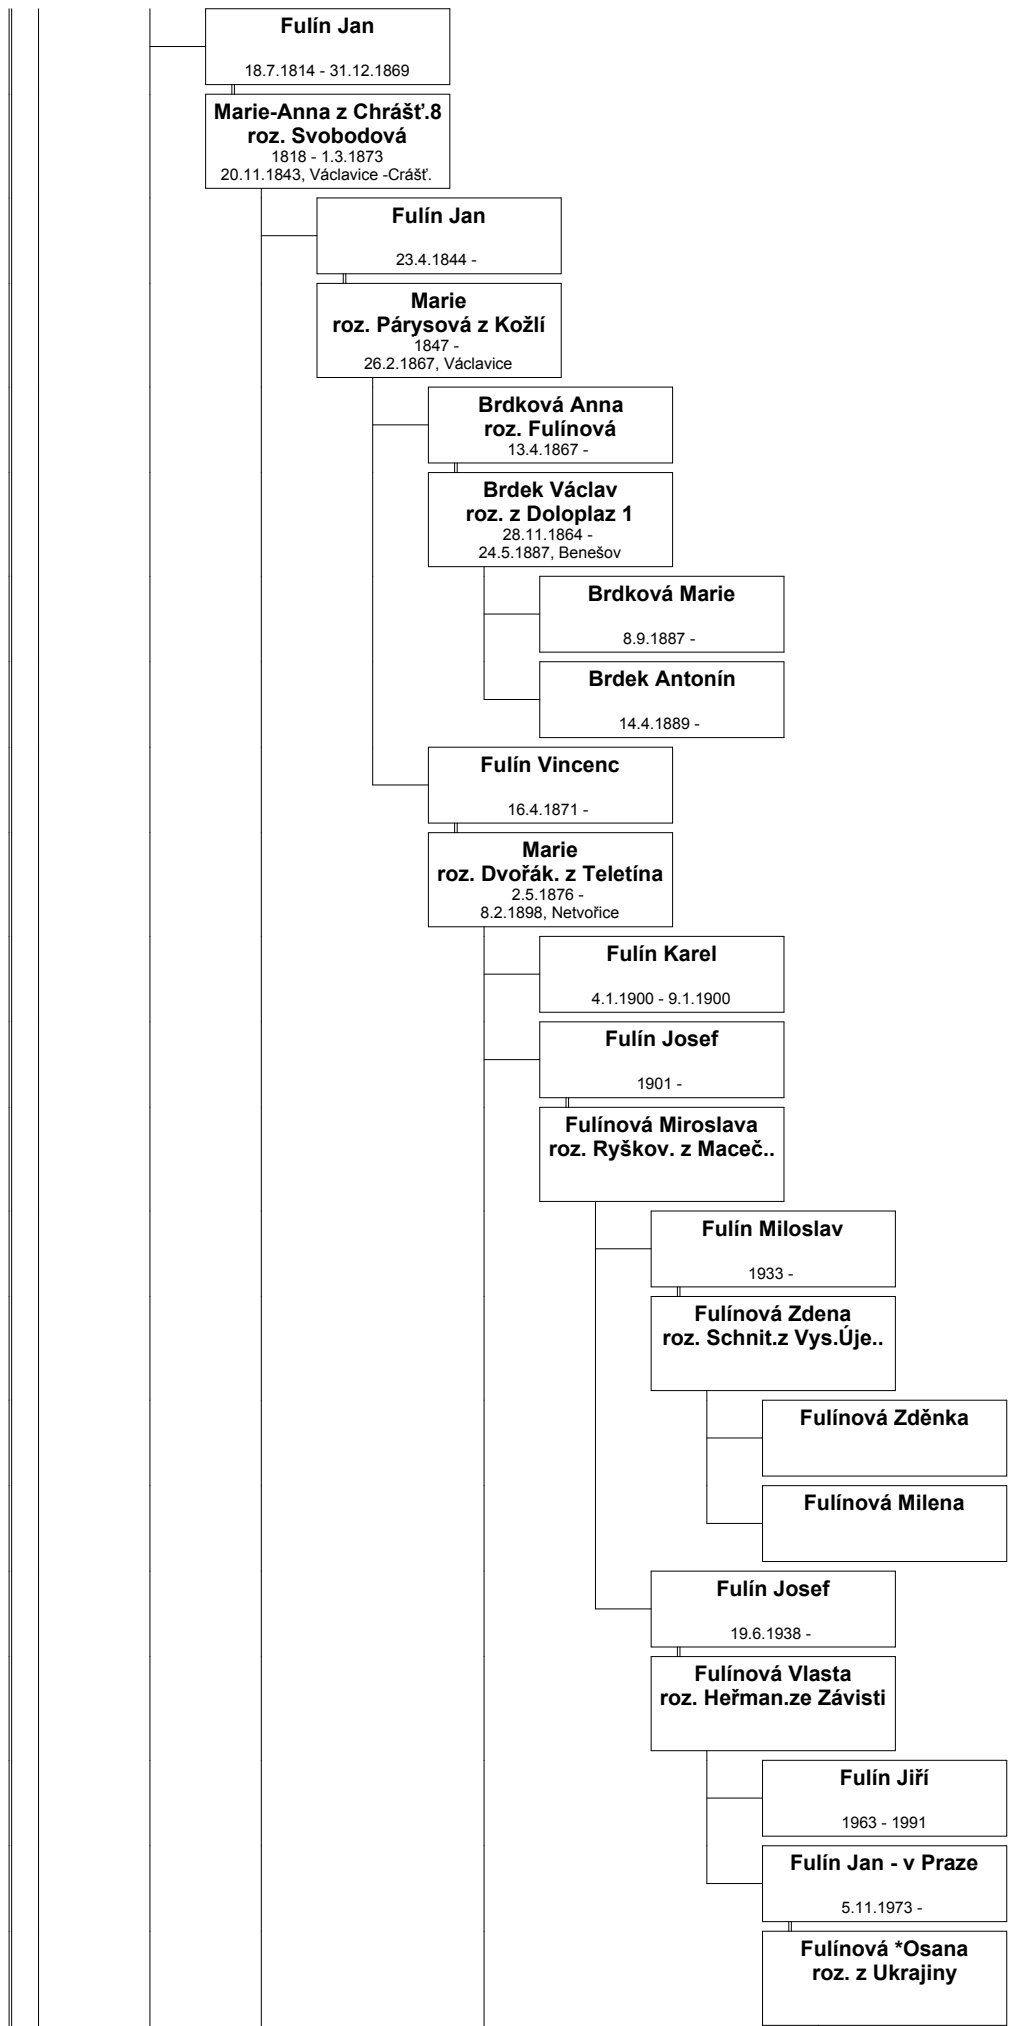 Fulín Jan
18.7.1814 - 31.12.1869
Marie-Anna z Chrášť.8
roz. Svobodová
1818 - 1.3.1873
20.11.1843, Václavice -Crášť.
Fulín Jan
23.4.1844 -
Marie
roz. Párysová z Kožlí
1847 -
26.2.1867, Václavice
Brdková Anna
roz. Fulínová
13.4.1867 -
Brdek Václav
roz. z Doloplaz 1
28.11.1864 -
24.5.1887, Benešov
Brdková Marie
8.9.1887 -
Brdek Antonín
14.4.1889 -
Fulín Vincenc
16.4.1871 -
Marie
roz. Dvořák. z Teletína
2.5.1876 -
8.2.1898, Netvořice
Fulín Karel
4.1.1900 - 9.1.1900
Fulín Josef
1901 -
Fulínová Miroslava
roz. Ryškov. z Maceč..
Fulín Miloslav
1933 -
Fulínová Zdena
roz. Schnit.z Vys.Úje..
Fulínová Zděnka
Fulínová Milena
Fulín Josef
19.6.1938 -
Fulínová Vlasta
roz. Heřman.ze Závisti
Fulín Jiří
1963 - 1991
Fulín Jan - v Praze
5.11.1973 -
Fulínová *Osana
roz. z Ukrajiny